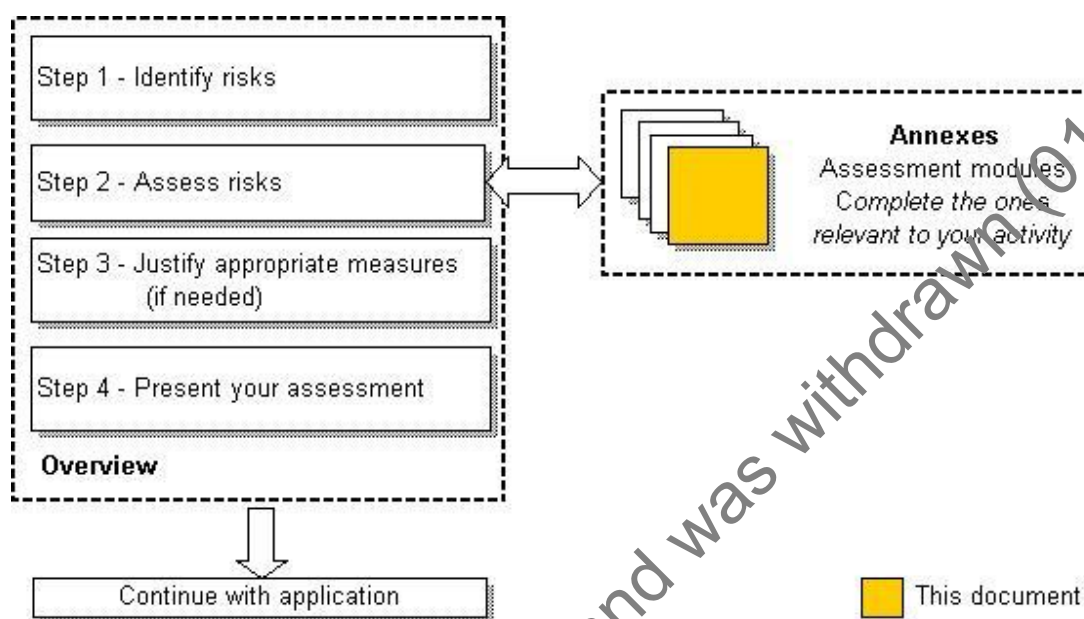 Step 1 - Identify risks
Step 2 - Assess risks
Step 3 - Justify appropriate measures
(if needed)
Step 4 - Present your assessment
Overview
Continue with application
Annexes
Assessment modules
Complete the ones
relevant to your activity
This document
and was withdrawn (01